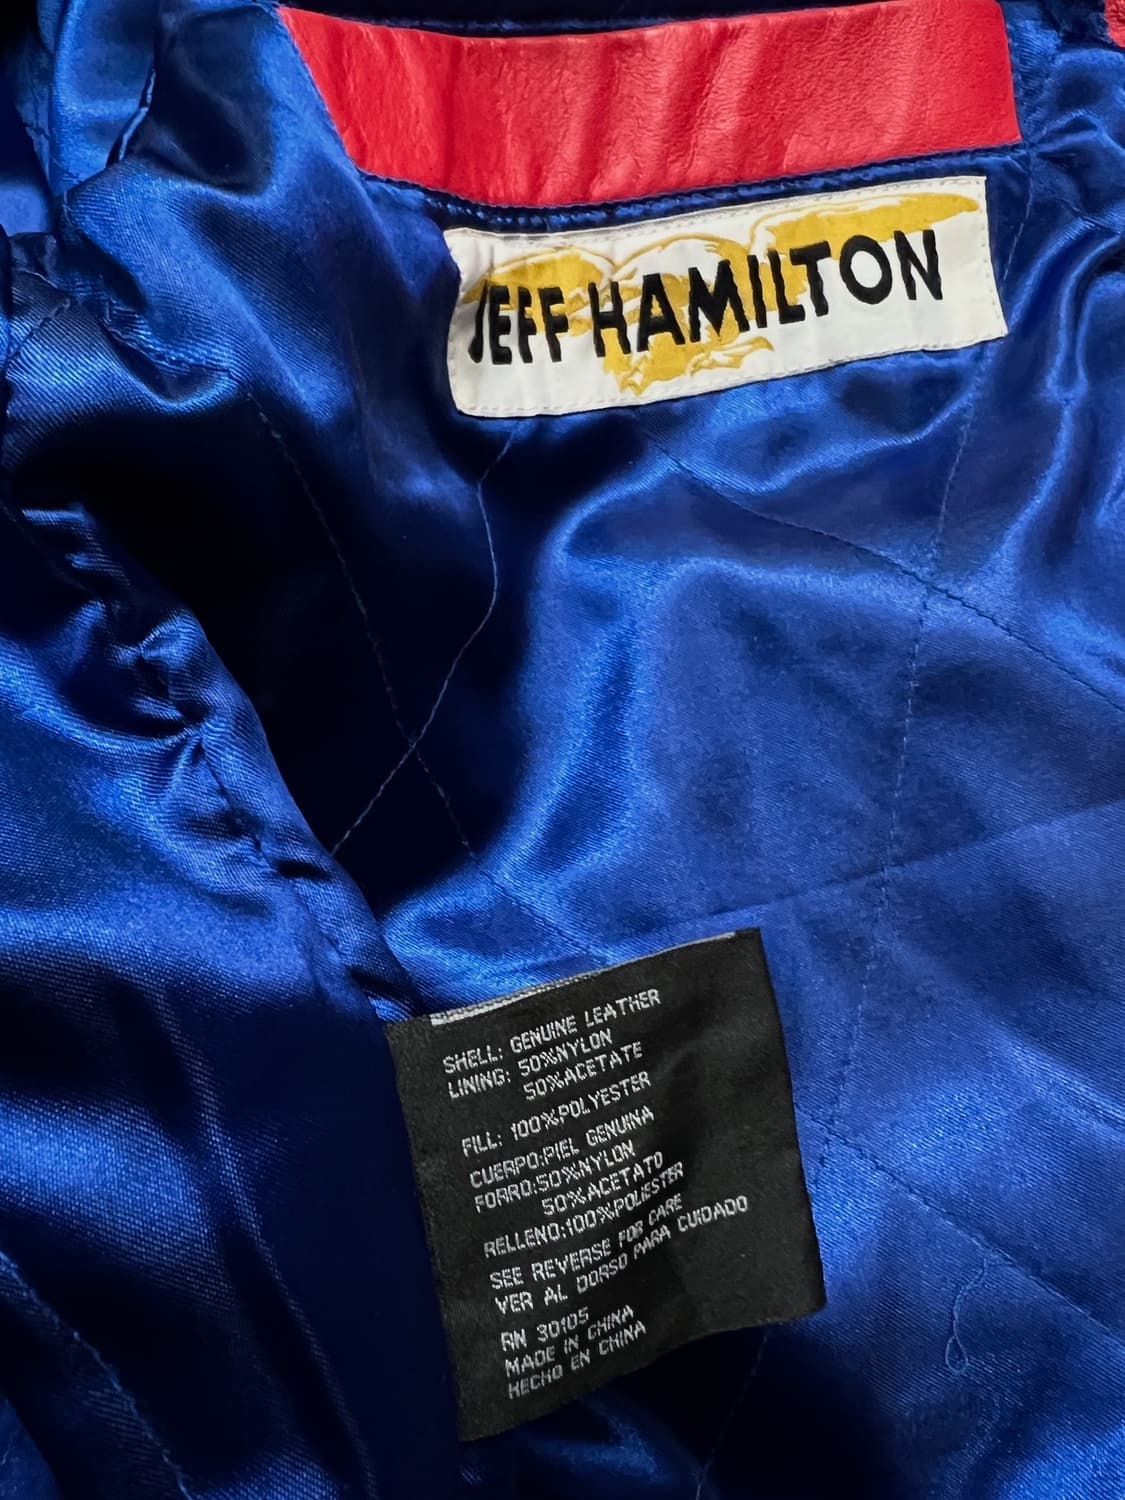 JEFF HAMILTON
SHELL: GENUINE LEATHER
LINING: 50%NYLON
50%ACETATE
FILL: 100%POLYESTER
CUERPO:PIEL GENUINA
FORRO:50%NYLON
50%ACETATO
RELLENO:100%POLIESTER
SEE REVERSE FOR CARE
VER AL DORSO PARA CUIDADO
RN 30105
MADE IN CHINA
HECHO EN CHINA